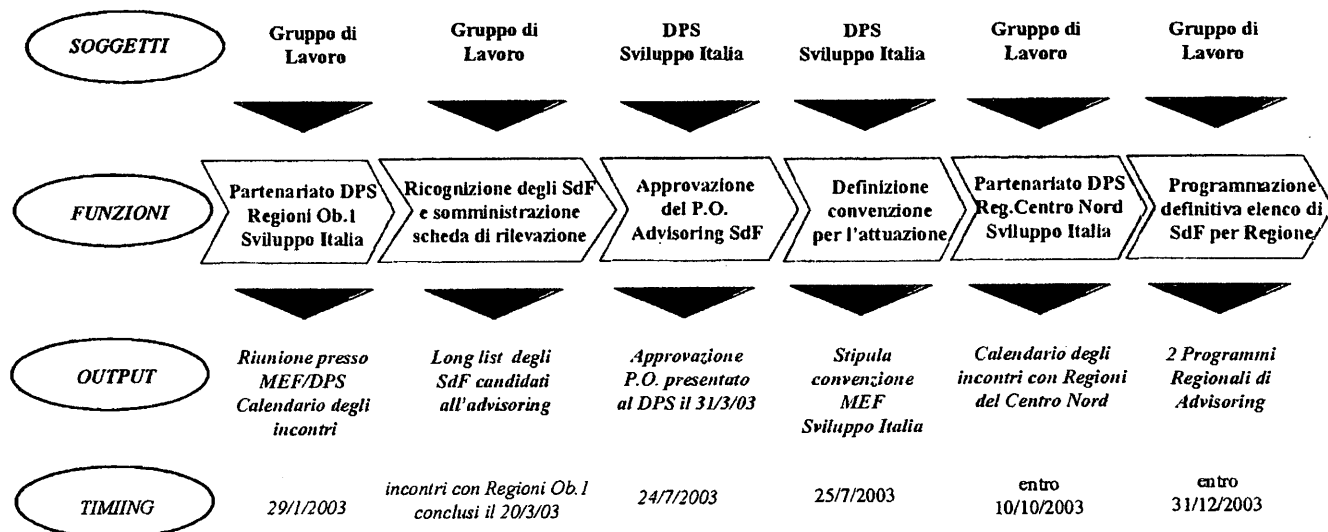 SOGGETTI
Gruppo di
Lavoro
Gruppo di
Lavoro
DPS
Sviluppo Italia
DPS
Sviluppo Italia
Gruppo di
Lavoro
Gruppo di
Lavoro
FUNZIONI
Partenariato DPS
Regioni Ob.1
Sviluppo Italia
Ricognizione degli SdF
e somministrazione
scheda di rilevazione
Approvazione
del P.O.
Advisoring SdF
Definizione
convenzione
per l'attuazione
Partenariato DPS
Reg.Centro Nord
Sviluppo Italia
Programmazione
definitiva elenco di
SdF per Regione
OUTPUT
Riunione presso
MEF/DPS
Calendario degli
incontri
Long list degli
SdF candidati
all'advisoring
Approvazione
P.O. presentato
al DPS il 31/3/03
Stipula
convenzione
MEF
Sviluppo Italia
Calendario degli
incontri con Regioni
del Centro Nord
2 Programmi
Regionali di
Advisoring
TIMIING
29/1/2003
incontri con Regioni Ob.1
conclusi il 20/3/03
24/7/2003
25/7/2003
entro
10/10/2003
entro
31/12/2003